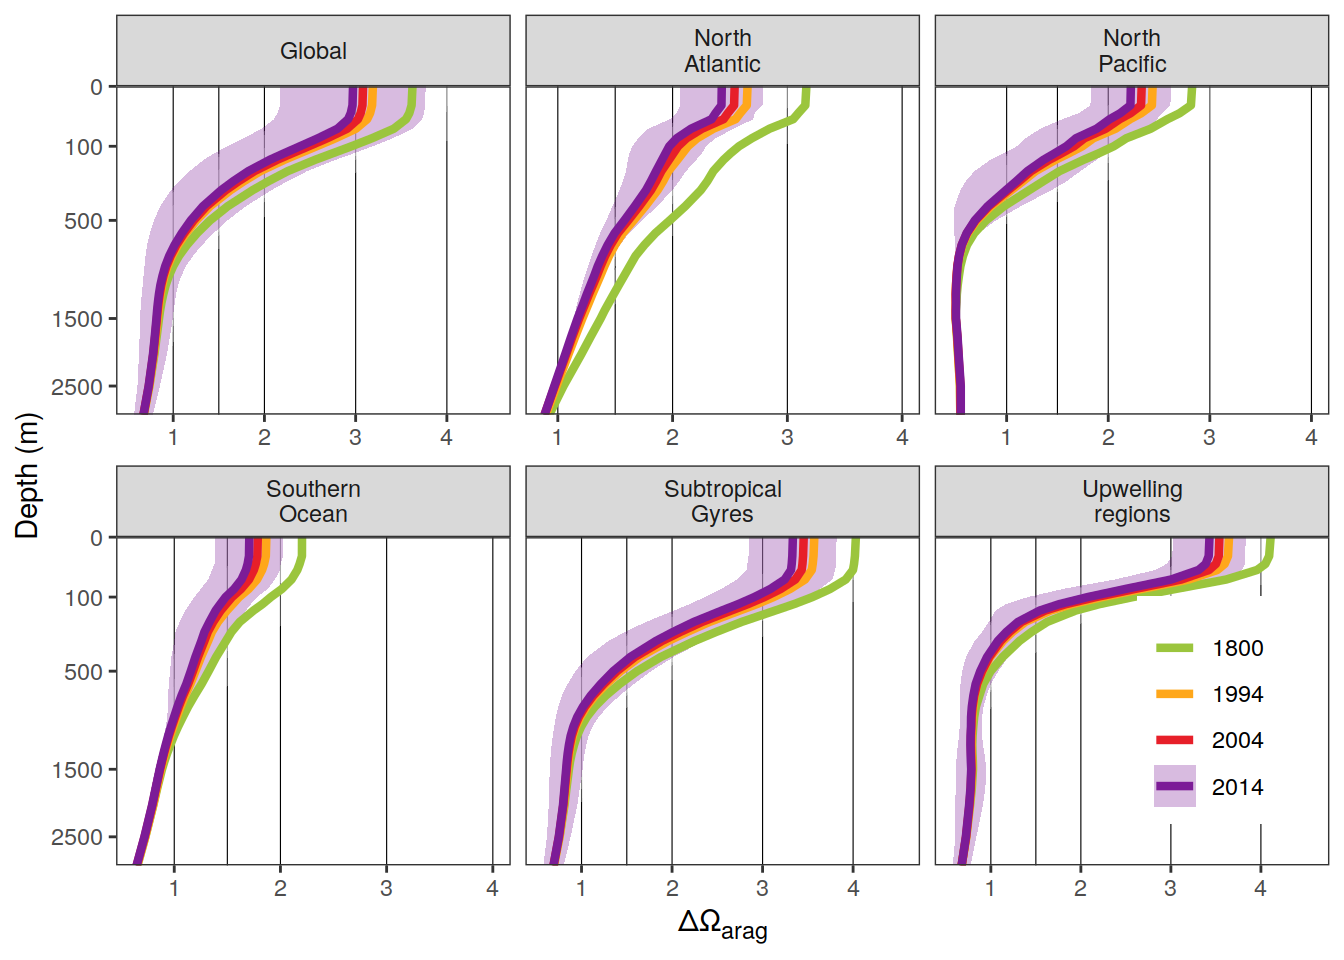 Global
North
Atlantic
North
Pacific
0
100
500
1500
2500
1 2 3 4
1 2 3 4
1 2 3 4
Depth (m)
Southern
Ocean
Subtropical
Gyres
Upwelling
regions
0
100
500
1500
2500
1800
1994
2004
2014
1 2 3 4
1 2 3 4
1 2 3 4
ΔΩarag